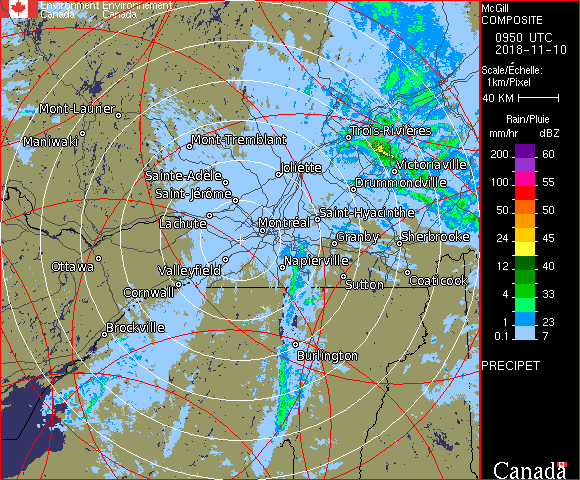 Environment Environnement
Canada Canada
McGill
COMPOSITE
0950 UTC
2018-11-10
Scale/Échelle:
1km/Pixel
40 KM
Rain/Pluie
mm/hr dBZ
200 60
100 55
50 50
24 45
12 40
4 33
1 23
0.1 7
PRECIPET
Canada
Mont-Laurier
Maniwaki
Mont-Tremblant
Trois-Rivières
Joliette
Victoriaville
Sainte-Adèle
Drummondville
Saint-Jérôme
Saint-Hyacinthe
Lachute
Montréal
Granby
Sherbrooke
Ottawa
Valleyfield
Napierville
Cornwall
Sutton
Coaticook
Brockville
Burlington